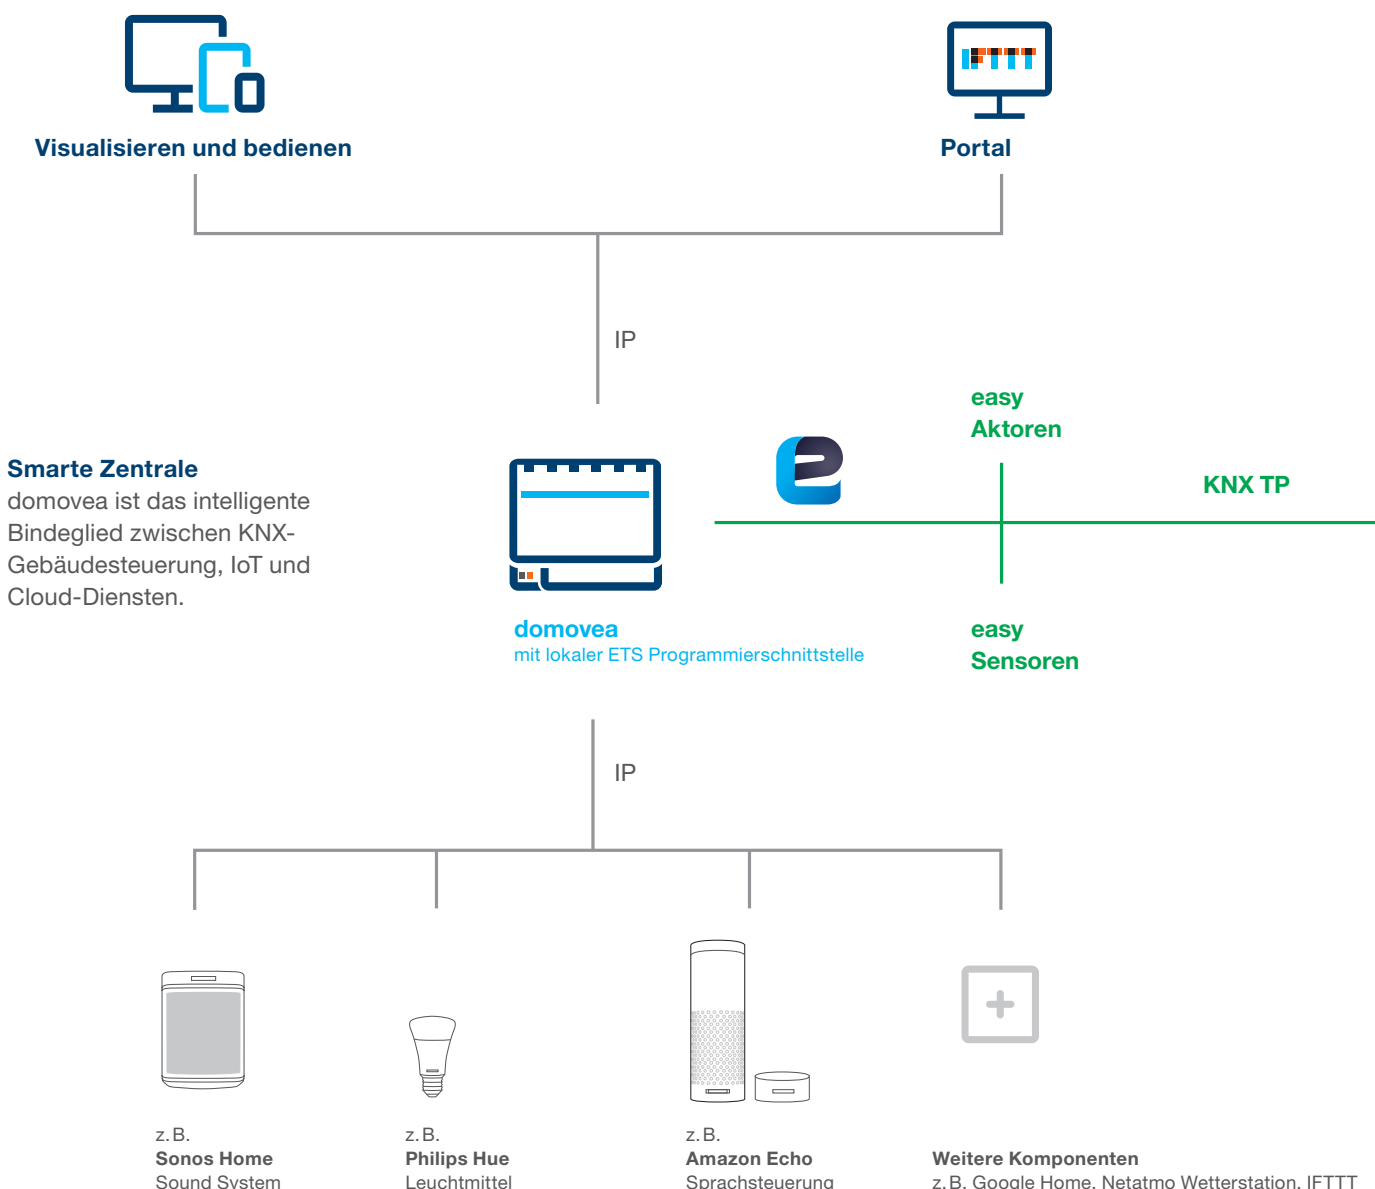 IFTTT
Visualisieren und bedienen
Portal
IP
easy
Aktoren
KNX TP
Smarte Zentrale
domovea ist das intelligente
Bindeglied zwischen KNX-
Gebäudesteuerung, IoT und
Cloud-Diensten.
domovea
mit lokaler ETS Programmierschnittstelle
easy
Sensoren
IP
z. B.
Sonos Home
Sound System
z. B.
Philips Hue
Leuchtmittel
z. B.
Amazon Echo
Sprachsteuerung
Weitere Komponenten
z. B. Google Home, Netatmo Wetterstation, IFTTT